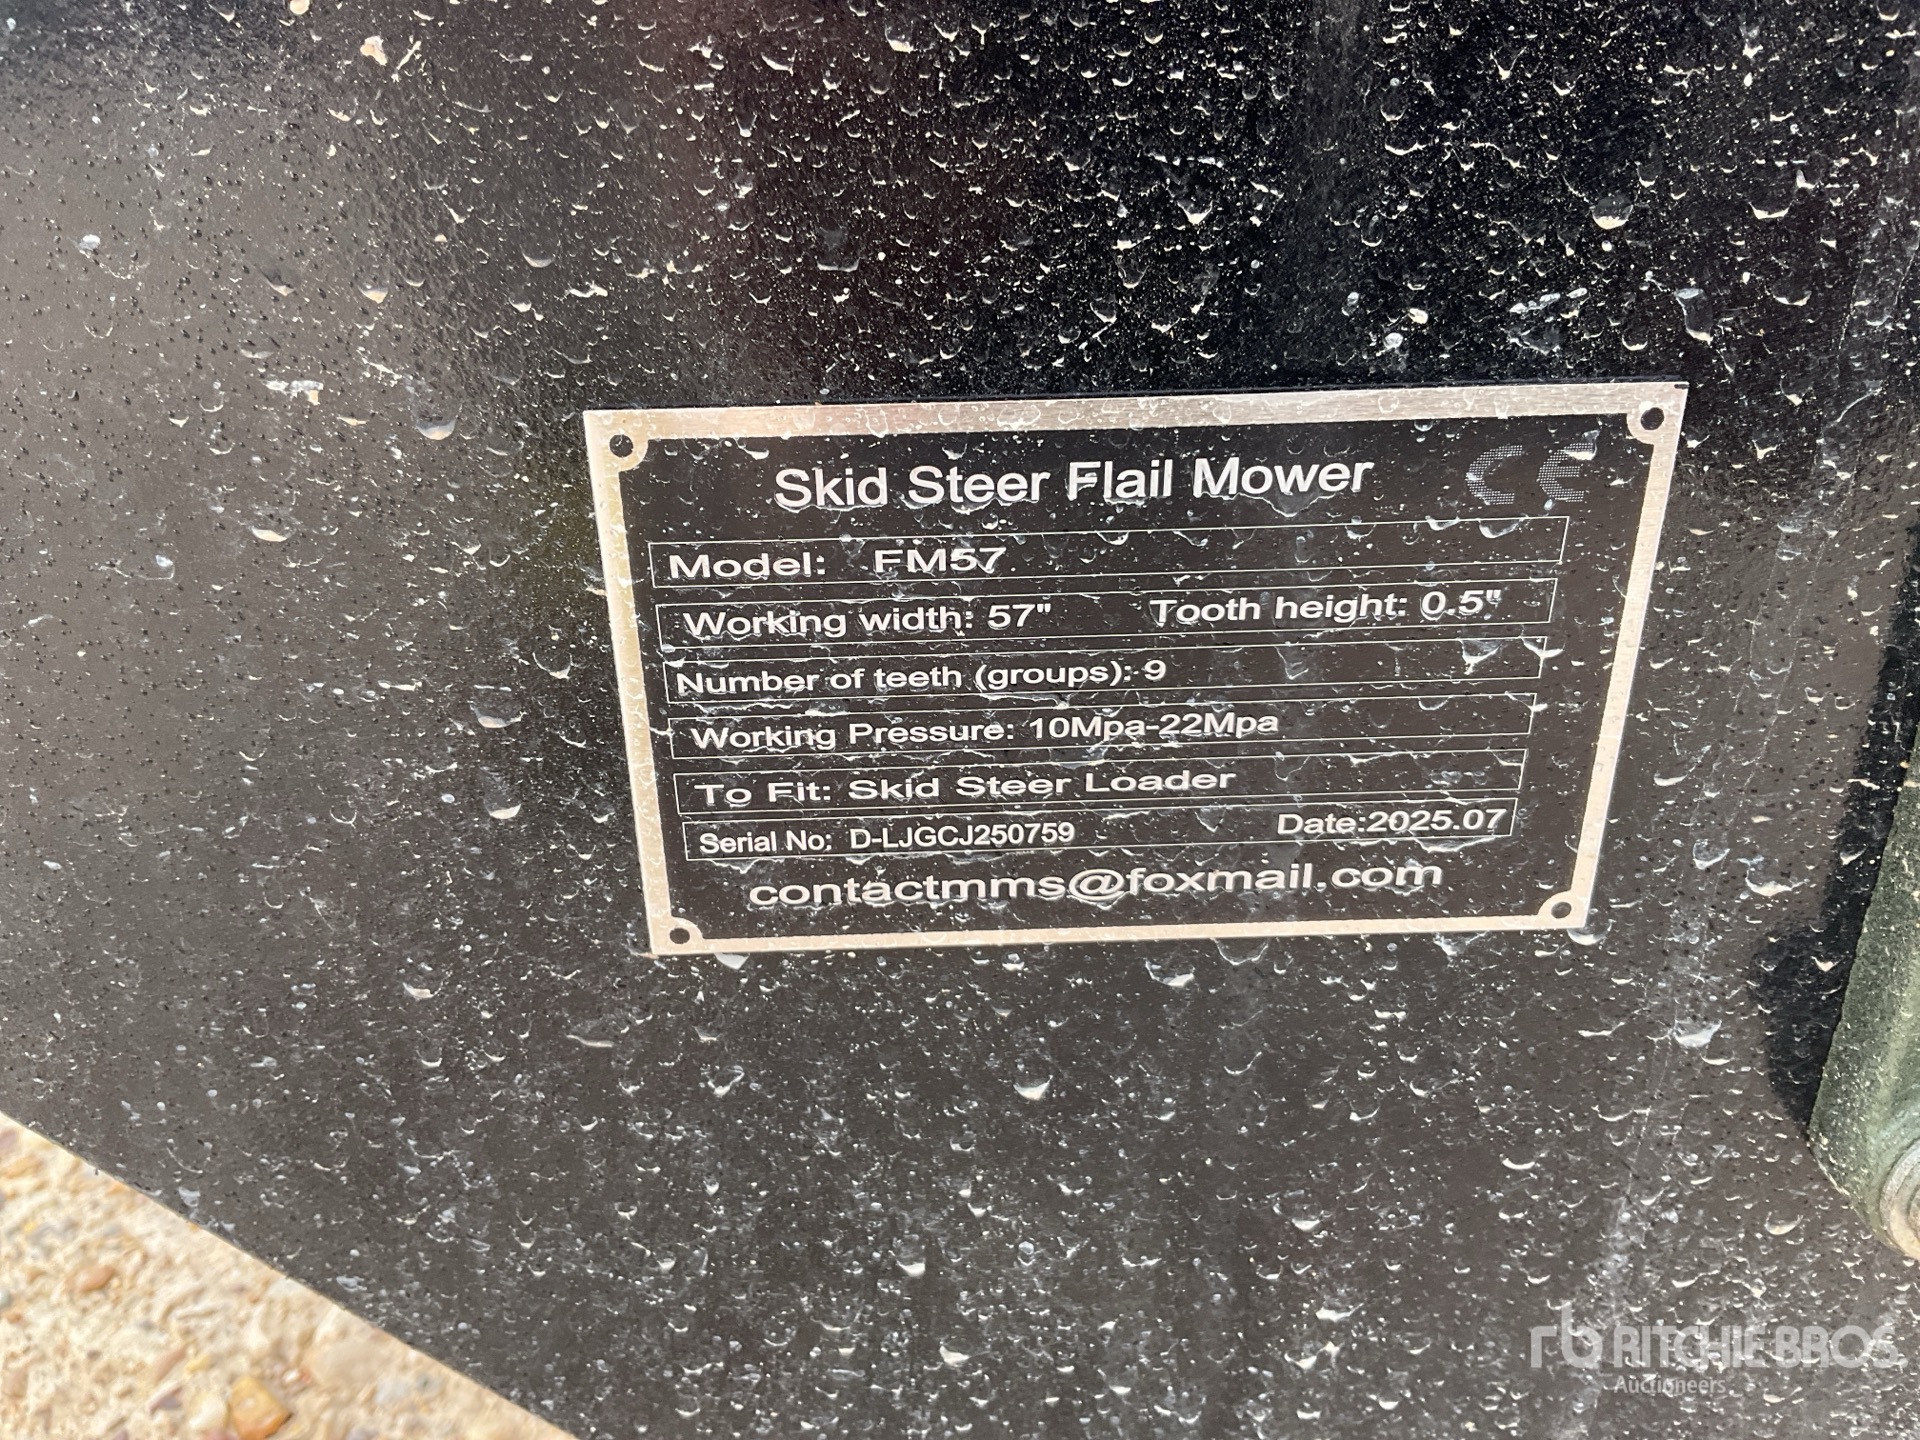 Skid Steer Flail Mower CE
Model: FM57
Working width: 57" Tooth height: 0.5"
Number of teeth (groups): 9
Working Pressure: 10Mpa-22Mpa
To Fit: Skid Steer Loader
Serial No: D-LJGCJ250759 Date:2025.07
contactmms@foxmail.com
rb RITCHIE BROS.
Auctioneers